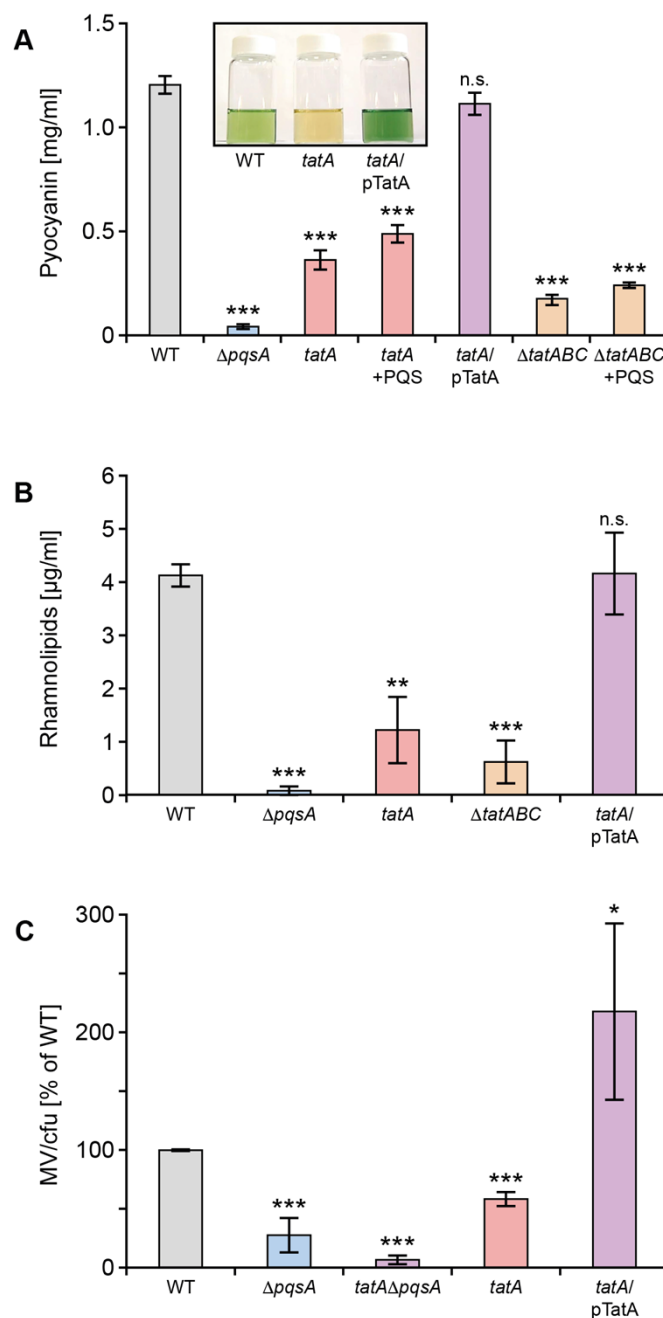 A
Pyocyanin [mg/ml]
1.5
1.0
0.5
0
WT
tatA
tatA/
pTatA
***
***
***
n.s.
***
***
WT
ΔpqsA
tatA
tatA
+PQS
tatA/
pTatA
ΔtatABC
ΔtatABC
+PQS
B
Rhamnolipids [µg/ml]
6
5
4
3
2
1
0
***
**
***
n.s.
WT
ΔpqsA
tatA
ΔtatABC
tatA/
pTatA
C
MV/cfu [% of WT]
300
200
100
0
***
***
***
*
WT
ΔpqsA
tatAΔpqsA
tatA
tatA/
pTatA